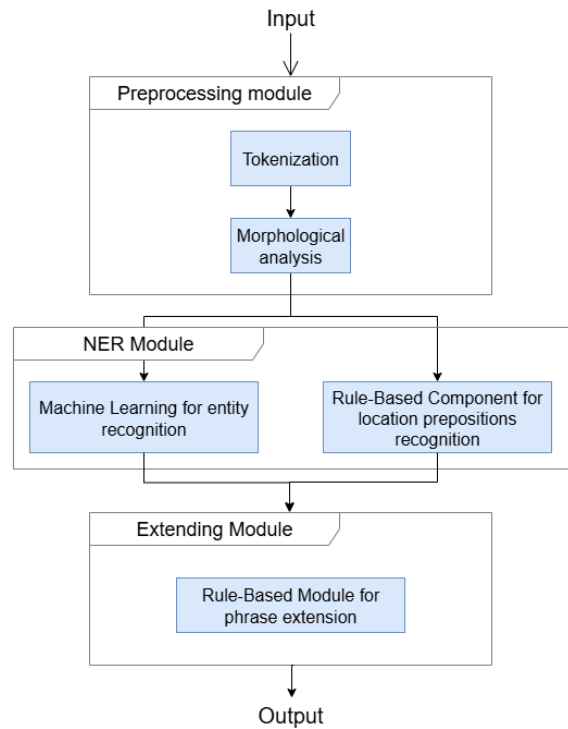 Input
Preprocessing module
Tokenization
Morphological
analysis
NER Module
Machine Learning for entity
recognition
Rule-Based Component for
location prepositions
recognition
Extending Module
Rule-Based Module for
phrase extension
Output